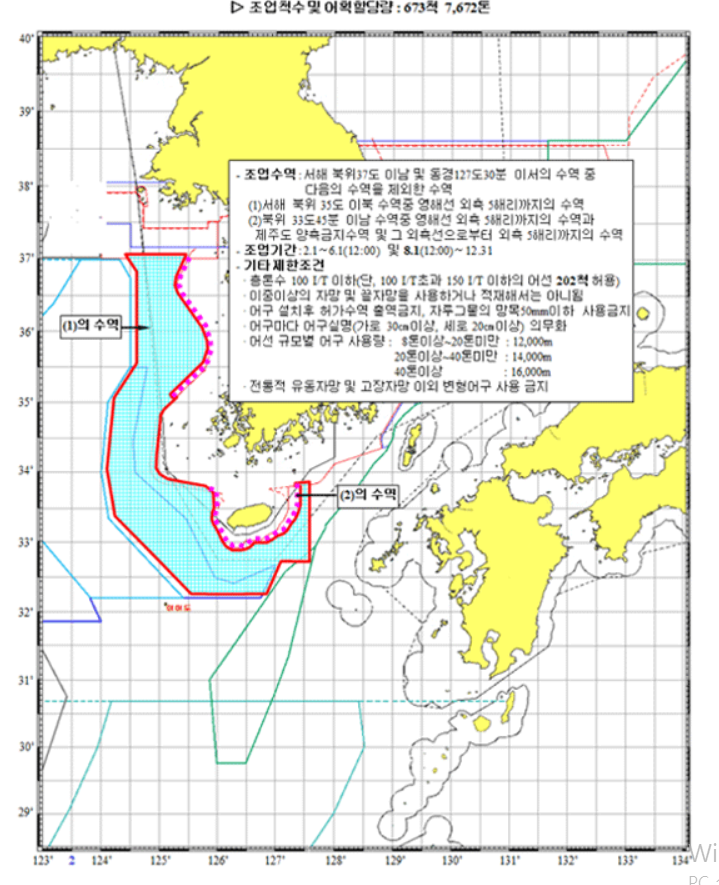 ▷ 조업척수 및 어획할당량 : 673척 7,672톤
40˚
39˚
38˚
37˚
36˚
35˚
34˚
33˚
32˚
31˚
30˚
29˚
- 조업수역 : 서해 북위37도 이남 및 동경127도30분 이서의 수역 중
다음의 수역을 제외한 수역
(1)서해 북위 35도 이북 수역중 영해선 외측 5해리까지의 수역
(2)북위 33도45분 이남 수역중 영해선 외측 5해리까지의 수역과
제주도 양측금지수역 및 그 외측선으로부터 외측 5해리까지의 수역
- 조업기간 : 2.1~6.1(12:00) 및 8.1(12:00)~12.31
- 기타제한조건
· 총톤수 100 I/T 이하(단, 100 I/T초과 150 I/T 이하의 어선 202척 허용)
· 이중이상의 자망 및 끌자망을 사용하거나 적재해서는 아니됨
· 어구 설치후 허가수역 출역금지, 자루그물의 망목50mm이하 사용금지
· 어구마다 어구실명(가로 30㎝이상, 세로 20㎝이상) 의무화
· 어선 규모별 어구 사용량 : 8톤이상~20톤미만 : 12,000m
20톤이상~40톤미만 : 14,000m
40톤이상 : 16,000m
· 전통적 유동자망 및 고장자망 이외 변형어구 사용 금지
(1)의 수역
(2)의 수역
이어도
123˚ 2 124˚ 125˚ 126˚ 127˚ 128˚ 129˚ 130˚ 131˚ 132˚ 133˚ 134˚
Wi
PC